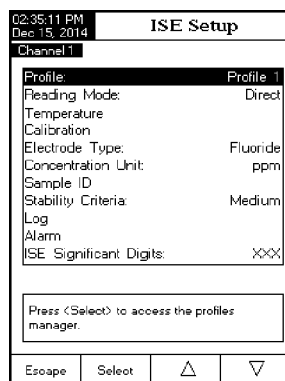 02:35:11 PM
Dec 15, 2014
ISE Setup
Channel 1
Profile: Profile 1
Reading Mode: Direct
Temperature
Calibration
Electrode Type: Fluoride
Concentration Unit: ppm
Sample ID
Stability Criteria: Medium
Log
Alarm
ISE Significant Digits: XXX
Press <Select> to access the profiles
manager.
Escape Select △ ▽